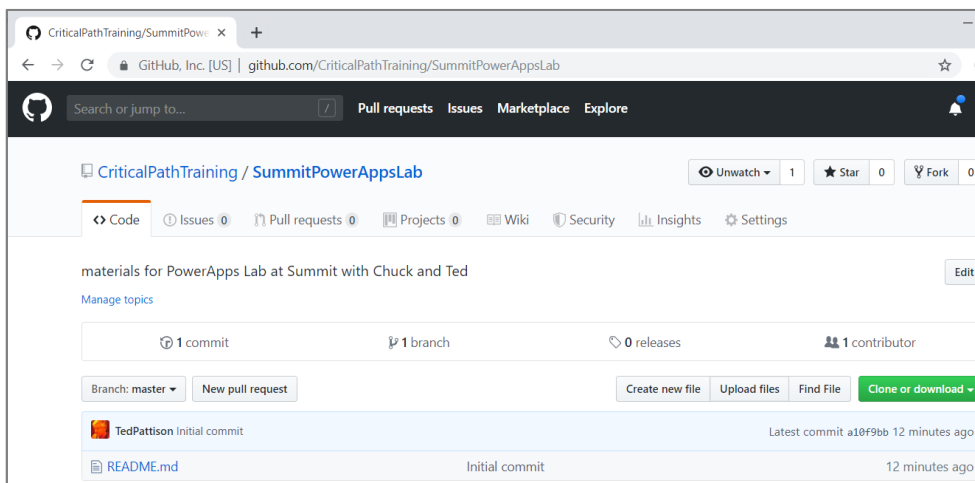 CriticalPathTraining/SummitPowe
GitHub, Inc. [US] | github.com/CriticalPathTraining/SummitPowerAppsLab
Search or jump to... / Pull requests Issues Marketplace Explore
CriticalPathTraining / SummitPowerAppsLab Unwatch 1 Star 0 Fork 0
Code Issues 0 Pull requests 0 Projects 0 Wiki Security Insights Settings
materials for PowerApps Lab at Summit with Chuck and Ted Edit
Manage topics
1 commit 1 branch 0 releases 1 contributor
Branch: master New pull request Create new file Upload files Find File Clone or download
TedPattison Initial commit Latest commit a10f9bb 12 minutes ago
README.md Initial commit 12 minutes ago